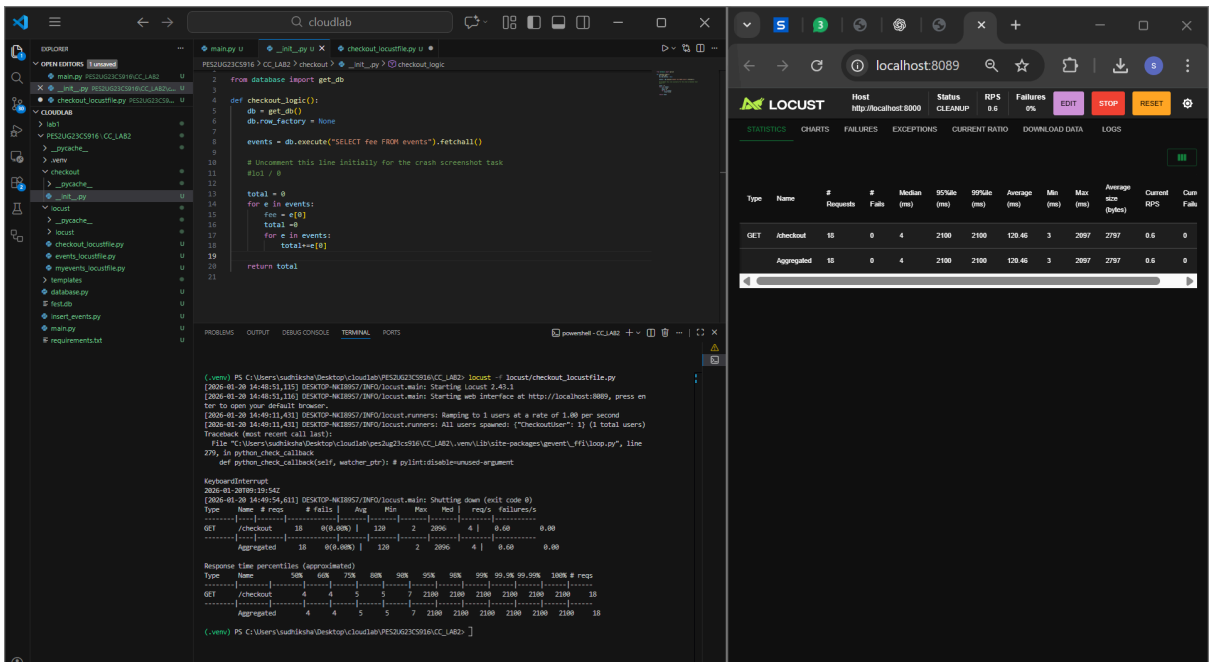 cloudlab
EXPLORER
OPEN EDITORS 1 unsaved
main.py PES2UG23CS916\CC_LAB2 U
__init__.py PES2UG23CS916\CC_LAB2\c... U
checkout_locustfile.py PES2UG23CS9... U
CLOUDLAB
lab1
PES2UG23CS916\CC_LAB2
__pycache__
.venv
checkout
__pycache__
__init__.py U
locust
__pycache__
locust
checkout_locustfile.py U
events_locustfile.py U
myevents_locustfile.py U
templates
database.py U
fest.db U
insert_events.py U
main.py U
requirements.txt U
main.py U __init__.py U checkout_locustfile.py U
PES2UG23CS916 > CC_LAB2 > checkout > __init__.py > checkout_logic
2 from database import get_db
3
4 def checkout_logic():
5 db = get_db()
6 db.row_factory = None
7
8 events = db.execute("SELECT fee FROM events").fetchall()
9
10 # Uncomment this line initially for the crash screenshot task
11 #lo1 / 0
12
13 total = 0
14 for e in events:
15 fee = e[0]
16 total =0
17 for e in events:
18 total+=e[0]
19
20 return total
21
PROBLEMS OUTPUT DEBUG CONSOLE TERMINAL PORTS powershell - CC_LAB2
(.venv) PS C:\Users\sudhiksha\Desktop\cloudlab\PES2UG23CS916\CC_LAB2> locust -f locust/checkout_locustfile.py
[2026-01-20 14:48:51,115] DESKTOP-NKI89S7/INFO/locust.main: Starting Locust 2.43.1
[2026-01-20 14:48:51,116] DESKTOP-NKI89S7/INFO/locust.main: Starting web interface at http://localhost:8089, press en
ter to open your default browser.
[2026-01-20 14:49:11,431] DESKTOP-NKI89S7/INFO/locust.runners: Ramping to 1 users at a rate of 1.00 per second
[2026-01-20 14:49:11,431] DESKTOP-NKI89S7/INFO/locust.runners: All users spawned: {"CheckoutUser": 1} (1 total users)
Traceback (most recent call last):
File "C:\Users\sudhiksha\Desktop\cloudlab\pes2ug23cs916\CC_LAB2\.venv\Lib\site-packages\gevent\_ffi\loop.py", line
279, in python_check_callback
def python_check_callback(self, watcher_ptr): # pylint:disable=unused-argument
KeyboardInterrupt
2026-01-20T09:19:54Z
[2026-01-20 14:49:54,611] DESKTOP-NKI89S7/INFO/locust.main: Shutting down (exit code 0)
Type Name # reqs # fails | Avg Min Max Med | req/s failures/s
--------|----|-------|-------------|-------|-------|-------|-------|--------|-----------
GET /checkout 18 0(0.00%) | 120 2 2096 4 | 0.60 0.00
--------|----|-------|-------------|-------|-------|-------|-------|--------|-----------
Aggregated 18 0(0.00%) | 120 2 2096 4 | 0.60 0.00
Response time percentiles (approximated)
Type Name 50% 66% 75% 80% 90% 95% 98% 99% 99.9% 99.99% 100% # reqs
--------|--------|--------|------|------|------|------|------|------|------|------|------|------
GET /checkout 4 4 5 5 7 2100 2100 2100 2100 2100 2100 18
--------|--------|--------|------|------|------|------|------|------|------|------|------|------
Aggregated 4 4 5 5 7 2100 2100 2100 2100 2100 2100 18
(.venv) PS C:\Users\sudhiksha\Desktop\cloudlab\PES2UG23CS916\CC_LAB2>
S 3
localhost:8089 S
LOCUST Host http://localhost:8000 Status CLEANUP RPS 0.6 Failures 0% EDIT STOP RESET
STATISTICS CHARTS FAILURES EXCEPTIONS CURRENT RATIO DOWNLOAD DATA LOGS
Type Name # Requests # Fails Median (ms) 95%ile (ms) 99%ile (ms) Average (ms) Min (ms) Max (ms) Average size (bytes) Current RPS Curr Failu
GET /checkout 18 0 4 2100 2100 120.46 3 2097 2797 0.6 0
Aggregated 18 0 4 2100 2100 120.46 3 2097 2797 0.6 0